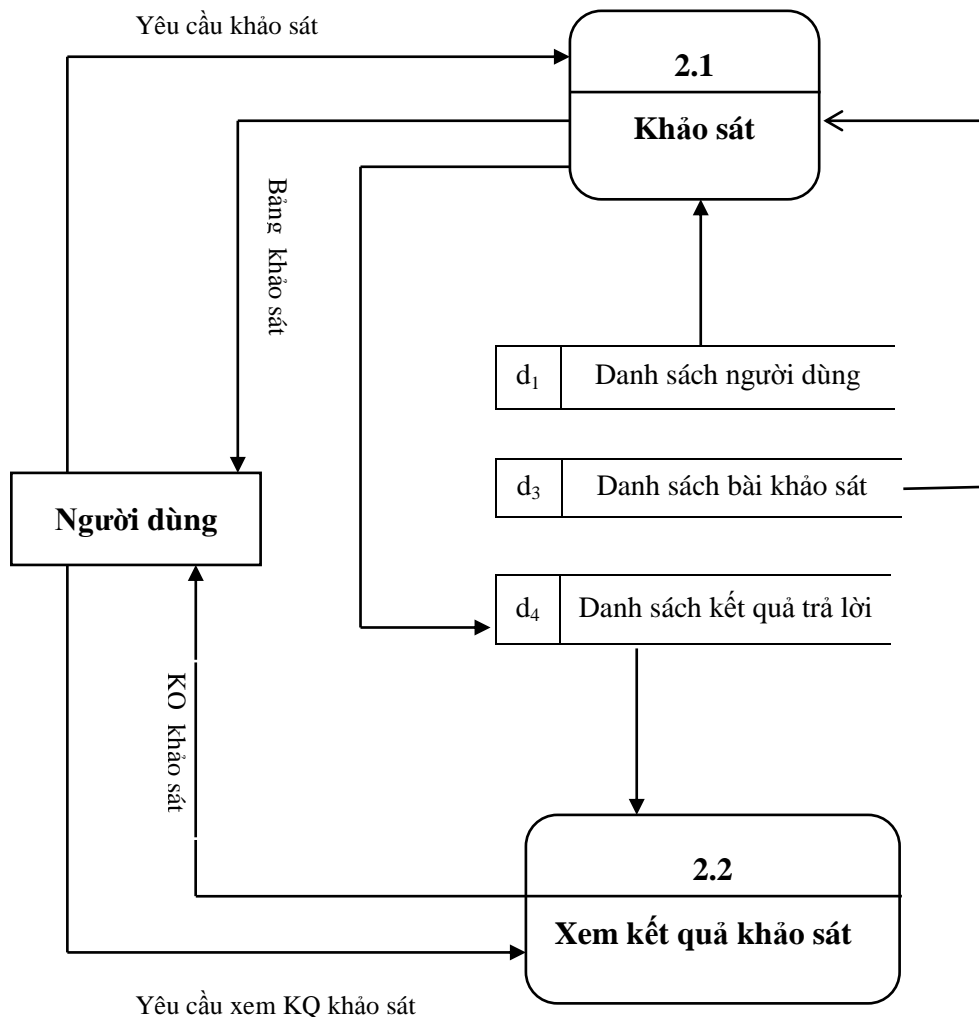 Yêu cầu khảo sát
2.1
Khảo sát
Bảng khảo sát
d₁ Danh sách người dùng
d₃ Danh sách bài khảo sát
Người dùng
d₄ Danh sách kết quả trả lời
KQ khảo sát
2.2
Xem kết quả khảo sát
Yêu cầu xem KQ khảo sát